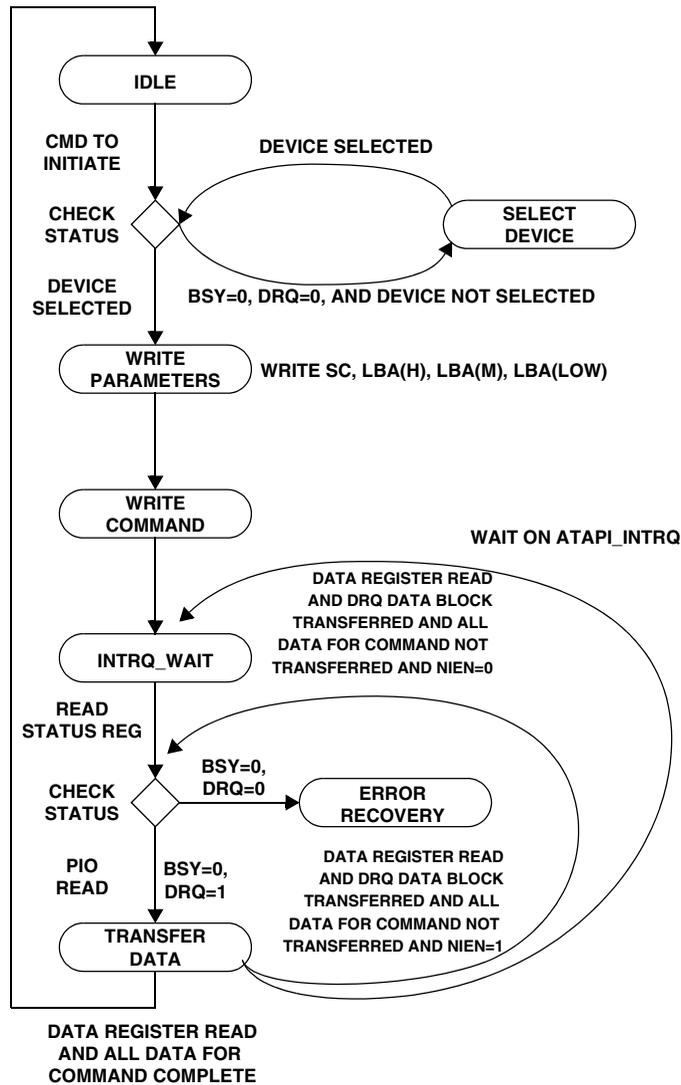 IDLE
CMD TO
INITIATE
DEVICE SELECTED
CHECK
STATUS
SELECT
DEVICE
DEVICE
SELECTED
BSY=0, DRQ=0, AND DEVICE NOT SELECTED
WRITE
PARAMETERS
WRITE SC, LBA(H), LBA(M), LBA(LOW)
WRITE
COMMAND
WAIT ON ATAPI_INTRQ
DATA REGISTER READ
AND DRQ DATA BLOCK
TRANSFERRED AND ALL
DATA FOR COMMAND NOT
TRANSFERRED AND NIEN=0
INTRQ_WAIT
READ
STATUS REG
CHECK
STATUS
BSY=0,
DRQ=0
ERROR
RECOVERY
PIO
READ
BSY=0,
DRQ=1
DATA REGISTER READ
AND DRQ DATA BLOCK
TRANSFERRED AND ALL
DATA FOR COMMAND NOT
TRANSFERRED AND NIEN=1
TRANSFER
DATA
DATA REGISTER READ
AND ALL DATA FOR
COMMAND COMPLETE